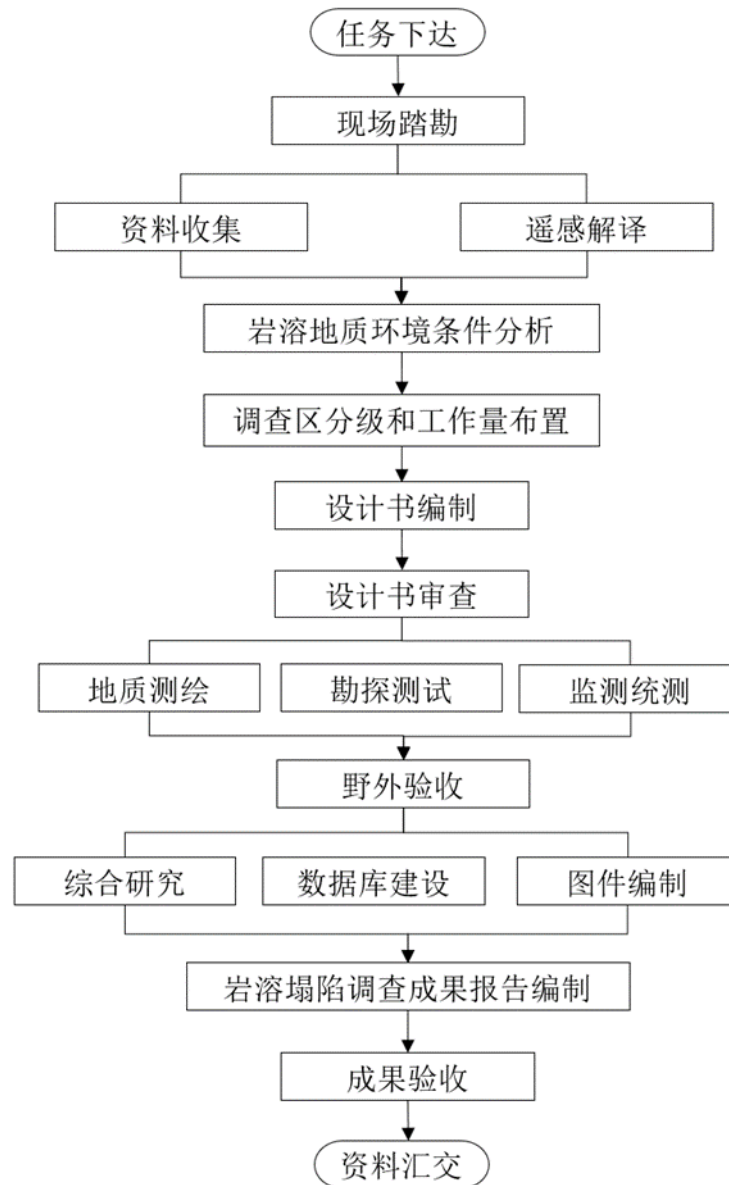 任务下达
现场踏勘
资料收集
遥感解译
岩溶地质环境条件分析
调查区分级和工作量布置
设计书编制
设计书审查
地质测绘
勘探测试
监测统测
野外验收
综合研究
数据库建设
图件编制
岩溶塌陷调查成果报告编制
成果验收
资料汇交